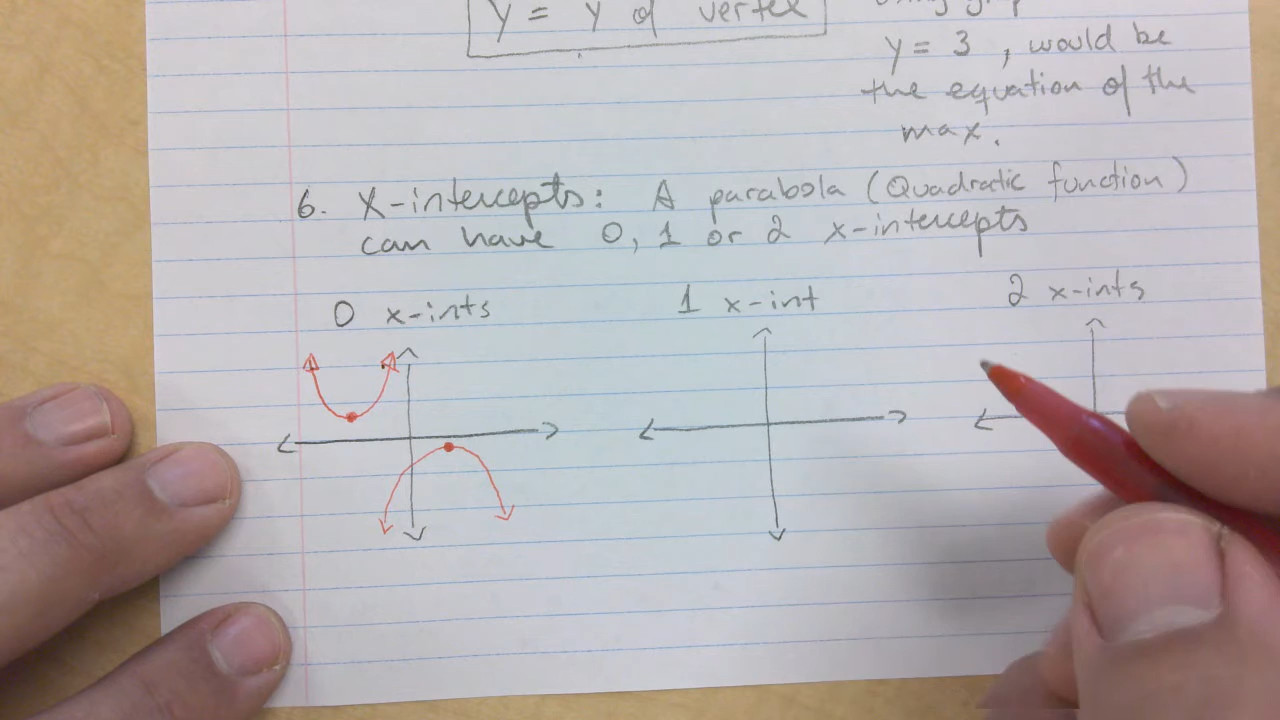 y = y of vertex
y = 3 , would be
the equation of the
max.
6. X-intercepts: A parabola (Quadratic function)
can have 0, 1 or 2 x-intercepts
0 x-ints
1 x-int
2 x-ints